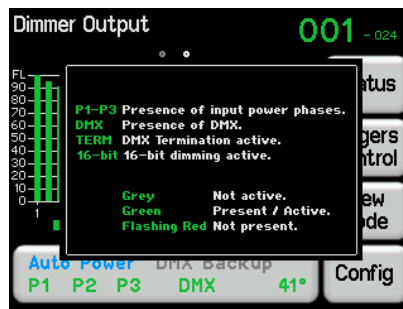 Dimmer Output
001 - 024
FL
90
80
70
60
50
40
30
20
10
0
1
P1-P3 Presence of input power phases.
DMX Presence of DMX.
TERM DMX Termination active.
16-bit 16-bit dimming active.
Grey Not active.
Green Present / Active.
Flashing Red Not present.
tus
gers
trol
ew
de
Auto Power DMX Backup
P1 P2 P3 DMX 41°
Config